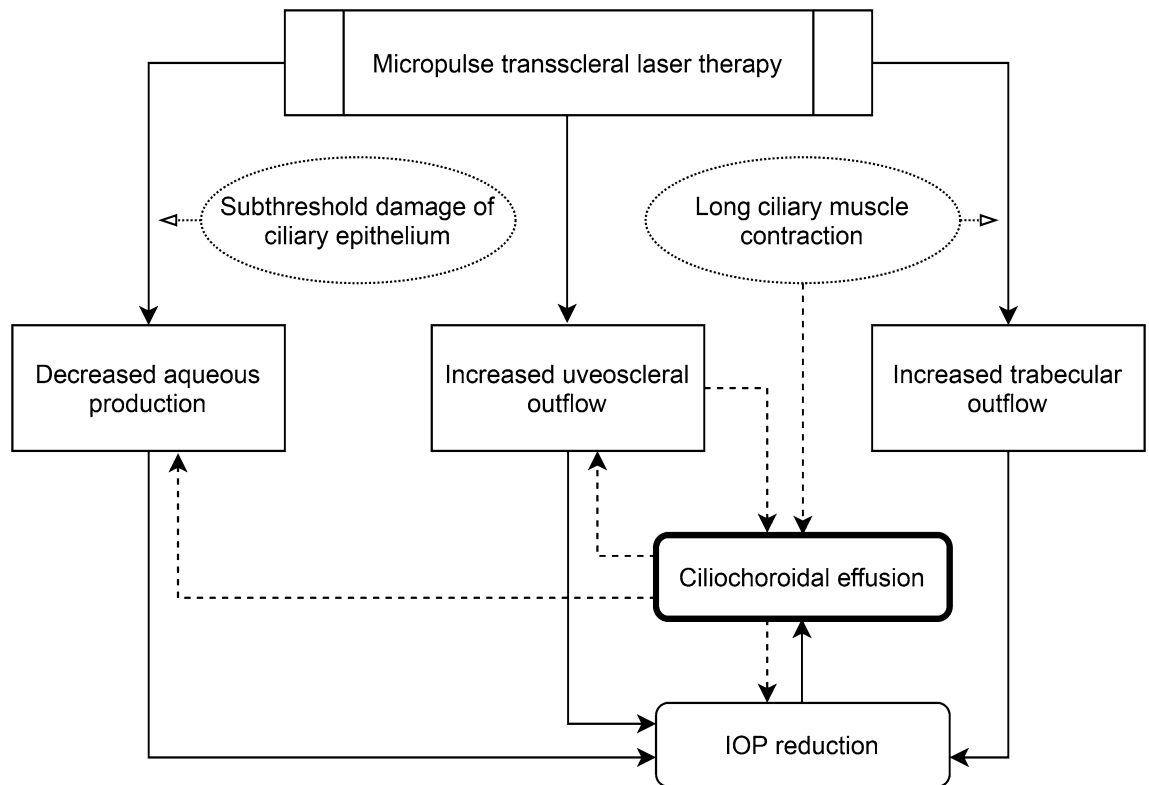 Micropulse transscleral laser therapy
Subthreshold damage of
ciliary epithelium
Long ciliary muscle
contraction
Decreased aqueous
production
Increased uveoscleral
outflow
Increased trabecular
outflow
Ciliochoroidal effusion
IOP reduction